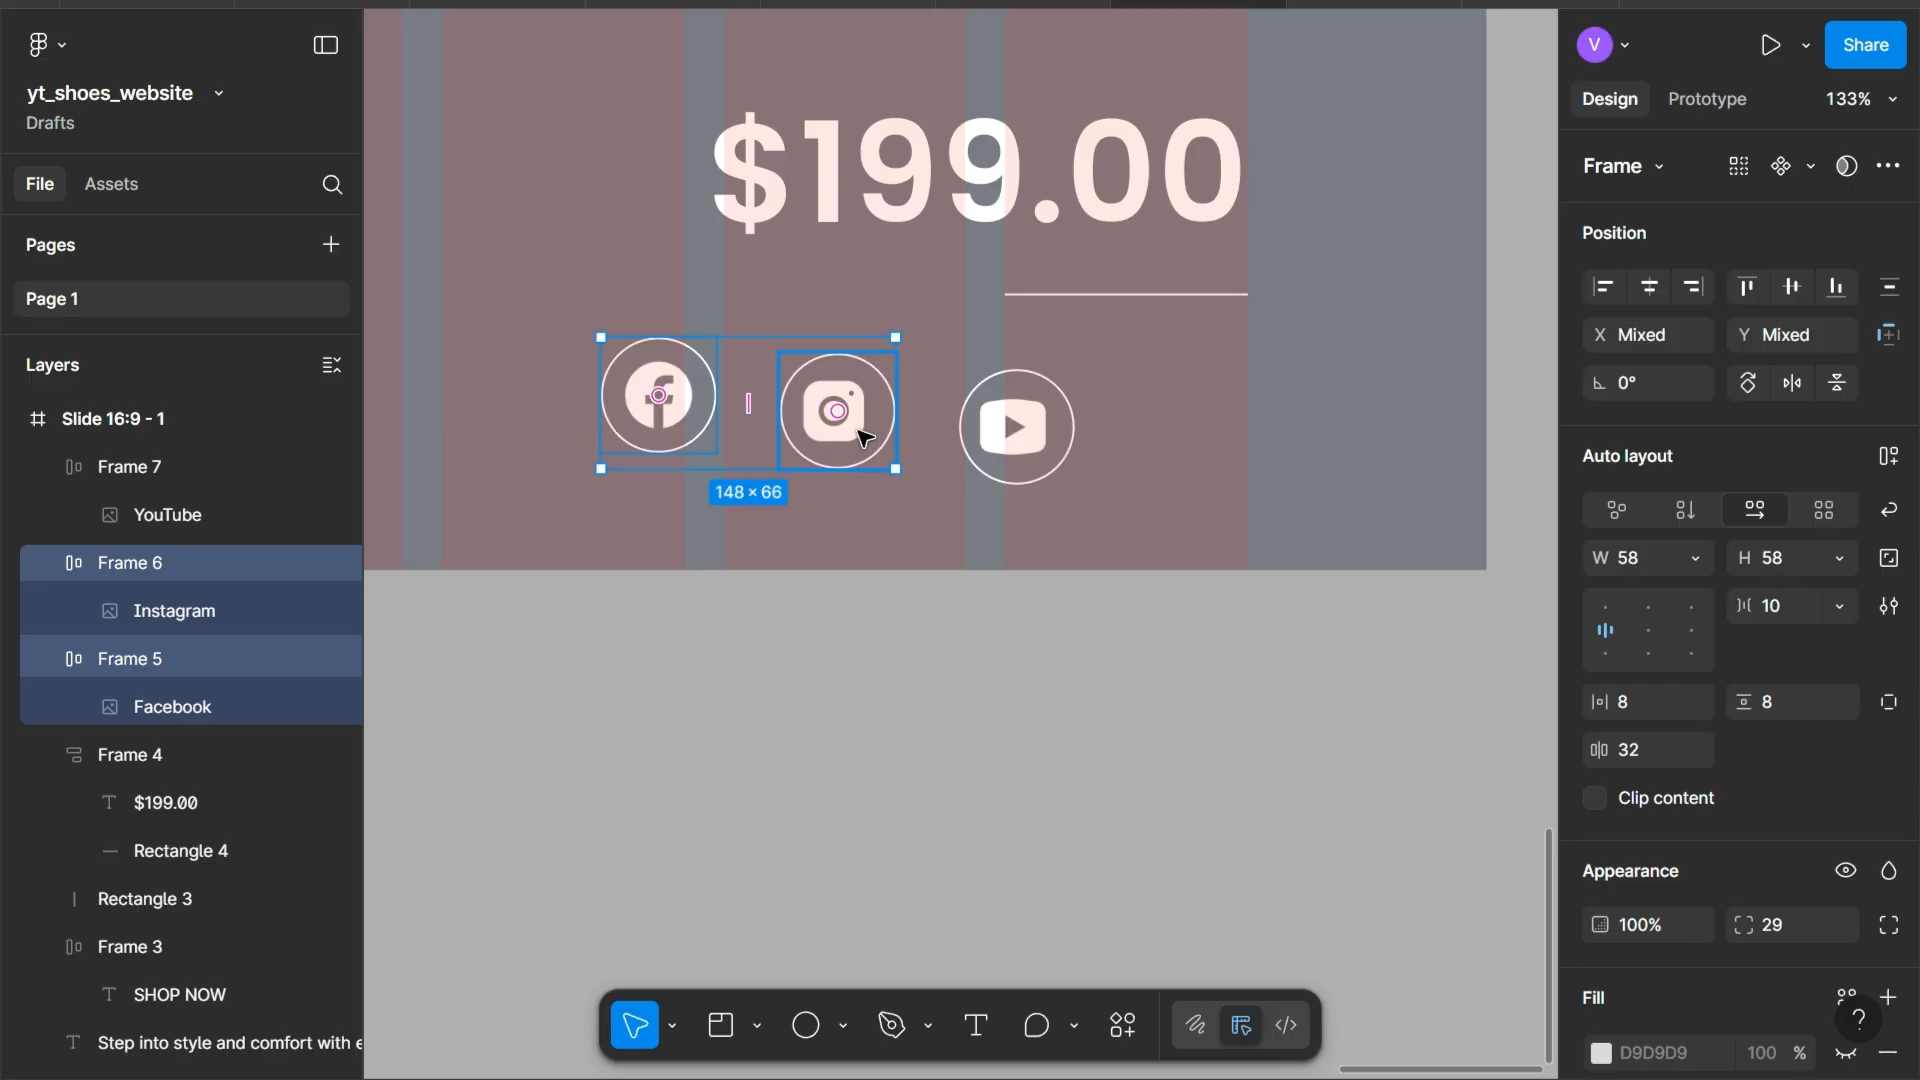 yt_shoes_website
Drafts
File
Assets
Pages
Page 1
Layers
Slide 16:9 - 1
Frame 7
YouTube
Frame 6
Instagram
Frame 5
Facebook
Frame 4
$199.00
Rectangle 4
Rectangle 3
Frame 3
SHOP NOW
Step into style and comfort with e
$199.00
148 × 66
V
Share
Design
Prototype
133%
Frame
Position
X Mixed
Y Mixed
0°
Auto layout
W 58
H 58
10
8
8
32
Clip content
Appearance
100%
29
Fill
?
D9D9D9
100 %